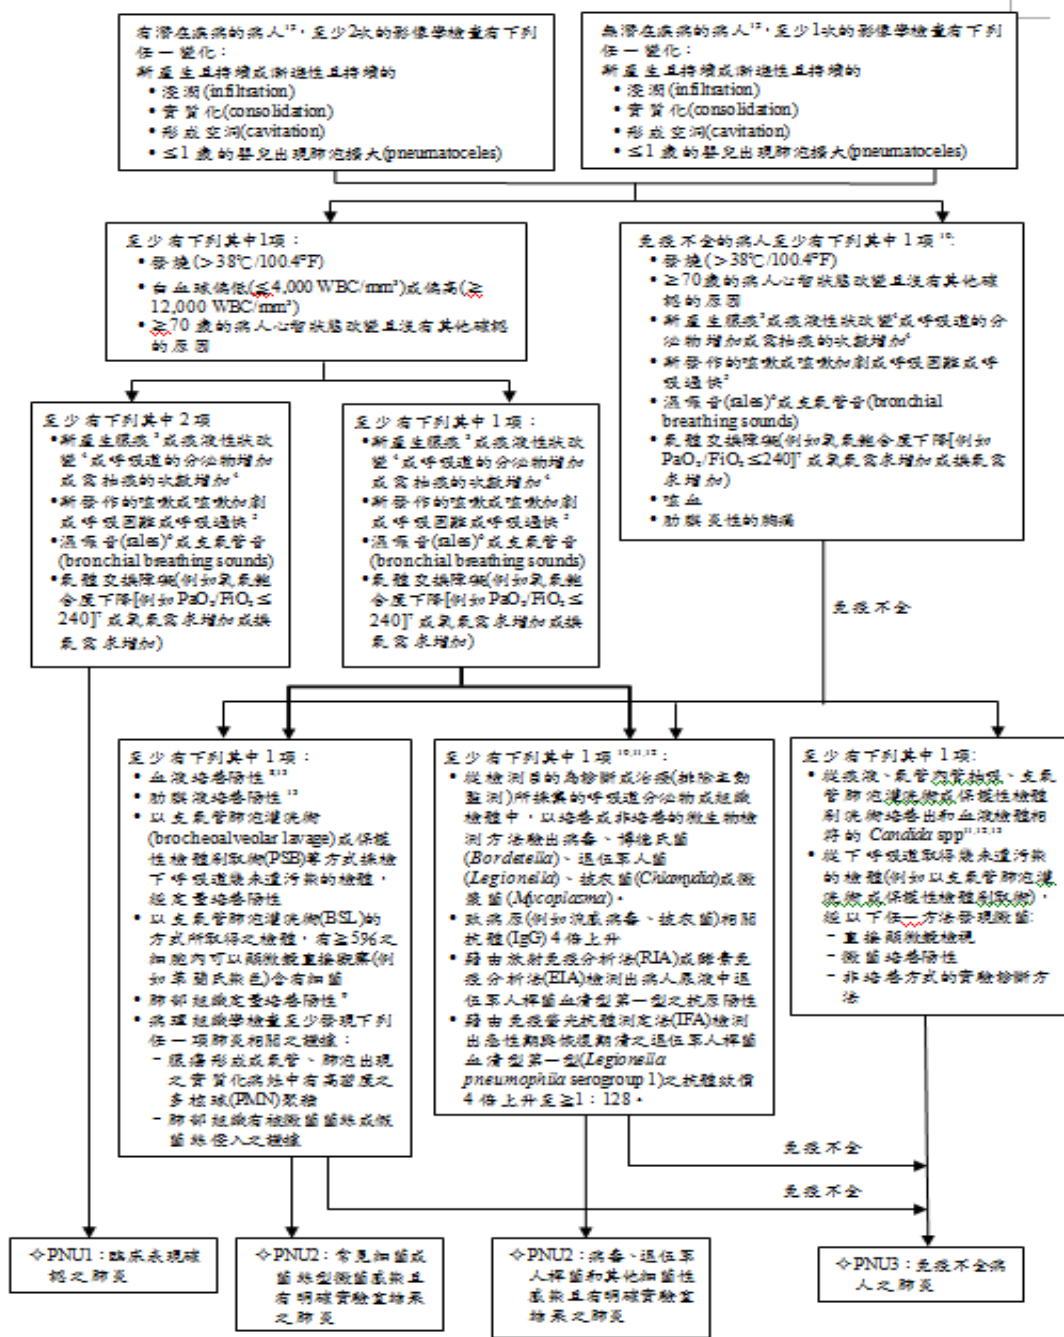 有潛在疾病的病人¹²，至少2次的影像學檢查有下列
任一變化：
新產生且持續或漸進性且持續的
• 浸潤(infiltration)
• 實質化(consolidation)
• 形成空洞(cavitation)
• ≤1 歲的嬰兒出現肺泡擴大(pneumatoceles)
無潛在疾病的病人¹²，至少1次的影像學檢查有下列
任一變化：
新產生且持續或漸進性且持續的
• 浸潤(infiltration)
• 實質化(consolidation)
• 形成空洞(cavitation)
• ≤1 歲的嬰兒出現肺泡擴大(pneumatoceles)
至少有下列其中1項：
• 發燒(>38℃/100.4°F)
• 白血球偏低(≦4,000 WBC/mm³)或偏高(≧
12,000 WBC/mm³)
• ≧70 歲的病人心智狀態改變且沒有其他確認
的原因
免疫不全的病人至少有下列其中 1 項¹⁰:
• 發燒(>38℃/100.4°F)
• ≧70歲的病人心智狀態改變且沒有其他確
認的原因
• 新產生膿痰³或痰液性狀改變⁴或呼吸道的分
泌物增加或需抽痰的次數增加⁴
• 新發作的咳嗽或咳嗽加劇或呼吸困難或呼
吸過快⁵
• 濕囉音(rales)⁶或支氣管音(bronchial
breathing sounds)
• 氣體交換障礙(例如氧氣飽合度下降[例如
PaO₂/FiO₂ ≤240]⁷ 或氧氣需求增加或換氣需
求增加)
• 咳血
• 肋膜炎性的胸痛
至少有下列其中 2 項
•新產生膿痰³或痰液性狀改
變⁴或呼吸道的分泌物增加
或需抽痰的次數增加⁴
•新發作的咳嗽或咳嗽加劇
或呼吸困難或呼吸過快⁵
•濕囉音(rales)⁶或支氣管音
(bronchial breathing sounds)
•氣體交換障礙(例如氧氣飽
合度下降[例如 PaO₂/FiO₂ ≤
240]⁷ 或氧氣需求增加或換
氣需求增加)
至少有下列其中 1 項：
• 新產生膿痰³或痰液性狀改
變⁴或呼吸道的分泌物增加
或需抽痰的次數增加⁴
• 新發作的咳嗽或咳嗽加劇
或呼吸困難或呼吸過快⁵
•濕囉音(rales)⁶或支氣管音
(bronchial breathing sounds)
•氣體交換障礙(例如氧氣飽
合度下降[例如 PaO₂/FiO₂ ≤
240]⁷ 或氧氣需求增加或換
氣需求增加)
免疫不全
至少有下列其中 1 項：
• 血液培養陽性⁸,¹³
• 肋膜液培養陽性¹³
• 以支氣管肺泡灌洗術
(brocheoalveolar lavage)或保護
性檢體刷取術(PSB)等方式採檢
下呼吸道幾未遭污染的檢體，
經定量培養陽性
• 以支氣管肺泡灌洗術(BSL)的
方式所取得之檢體，有≧5%之
細胞內可以顯微鏡直接觀察(例
如革蘭氏染色)含有細菌
• 肺部組織定量培養陽性⁹
• 病理組織學檢查至少發現下列
任一項肺炎相關之證據：
– 膿瘍形成或氣管、肺泡出現
之實質化病灶中有高密度之
多核球(PMN)聚積
– 肺部組織有被黴菌菌絲或假
菌絲侵入之證據
至少有下列其中 1 項¹⁰,¹¹,¹²：
• 從檢測目的為診斷或治療(排除主動
監測)所採集的呼吸道分泌物或組織
檢體中，以培養或非培養的微生物檢
測方法驗出病毒、博德氏菌
(Bordetella)、退伍軍人菌
(Legionella)、披衣菌(Chlamydia)或黴
漿菌(Mycoplasma)。
• 致病原(例如流感病毒、披衣菌)相關
抗體(IgG) 4 倍上升
• 藉由放射免疫分析法(RIA)或酵素免
疫分析法(EIA)檢測出病人尿液中退
伍軍人桿菌血清型第一型之抗原陽性
• 藉由免疫螢光抗體測定法(IFA)檢測
出急性期與恢復期清之退伍軍人桿菌
血清型第一型(Legionella
pneumophila serogroup 1)之抗體效價
4 倍上升至≧1：128。
至少有下列其中 1 項:
• 從痰液、氣管內管抽吸、支氣
管肺泡灌洗術或保護性檢體
刷洗術培養出和血液檢體相
符的 Candida spp¹¹,¹²,¹³
• 從下呼吸道取得幾未遭污染
的檢體(例如以支氣管肺泡灌
洗術或保護性檢體刷取術)，
經以下任一方法發現黴菌:
– 直接顯微鏡檢視
– 黴菌培養陽性
– 非培養方式的實驗診斷方
法
免疫不全
免疫不全
✧PNU1：臨床表現確
認之肺炎
✧PNU2：常見細菌或
菌絲型黴菌感染且
有明確實驗室結果
之肺炎
✧PNU2：病毒、退伍軍
人桿菌和其他細菌性
感染且有明確實驗室
結果之肺炎
✧PNU3：免疫不全病
人之肺炎